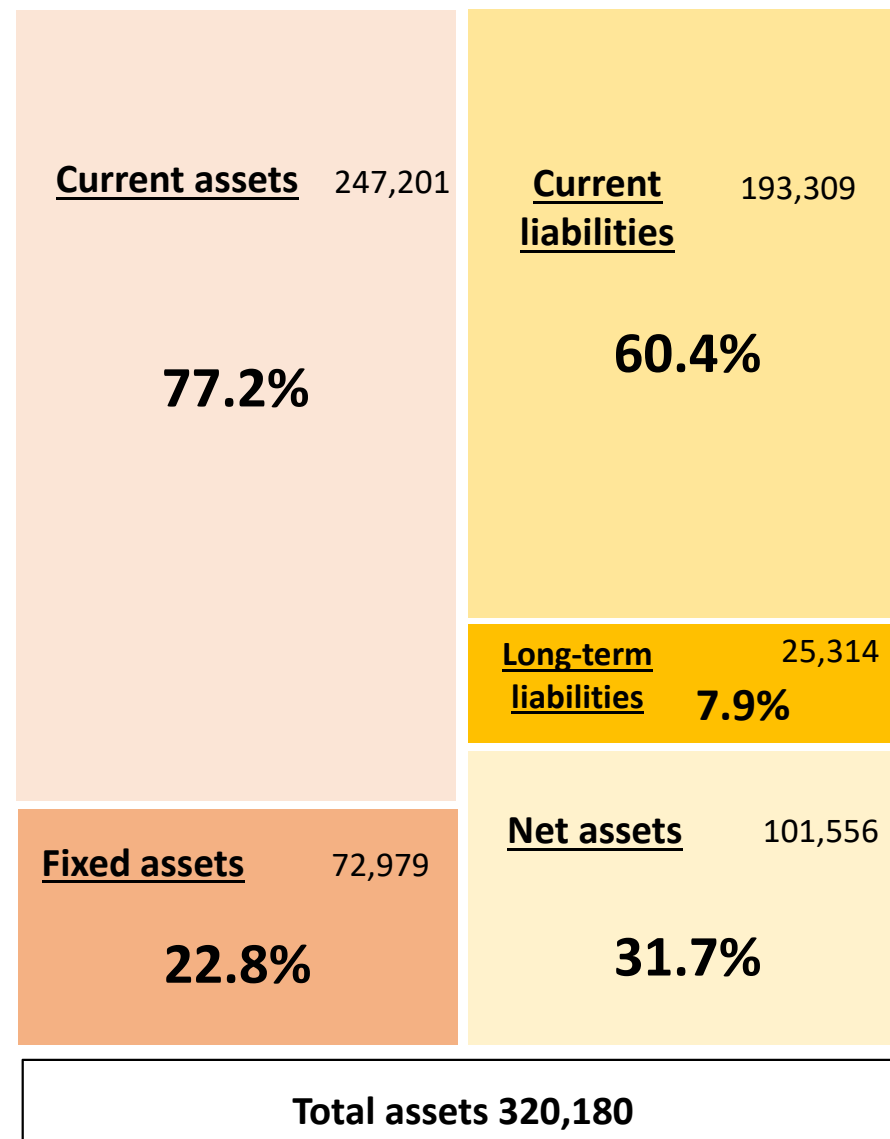 Current assets 247,201
77.2%
Fixed assets 72,979
22.8%
Current
liabilities
193,309
60.4%
Long-term
liabilities
25,314
7.9%
Net assets 101,556
31.7%
Total assets 320,180